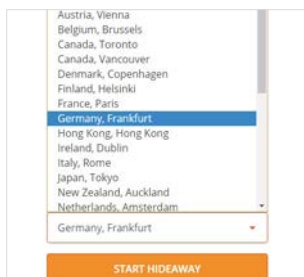 Austria, Vienna
Belgium, Brussels
Canada, Toronto
Canada, Vancouver
Denmark, Copenhagen
Finland, Helsinki
France, Paris
Germany, Frankfurt
Hong Kong, Hong Kong
Ireland, Dublin
Italy, Rome
Japan, Tokyo
New Zealand, Auckland
Netherlands, Amsterdam
Germany, Frankfurt
START HIDEAWAY